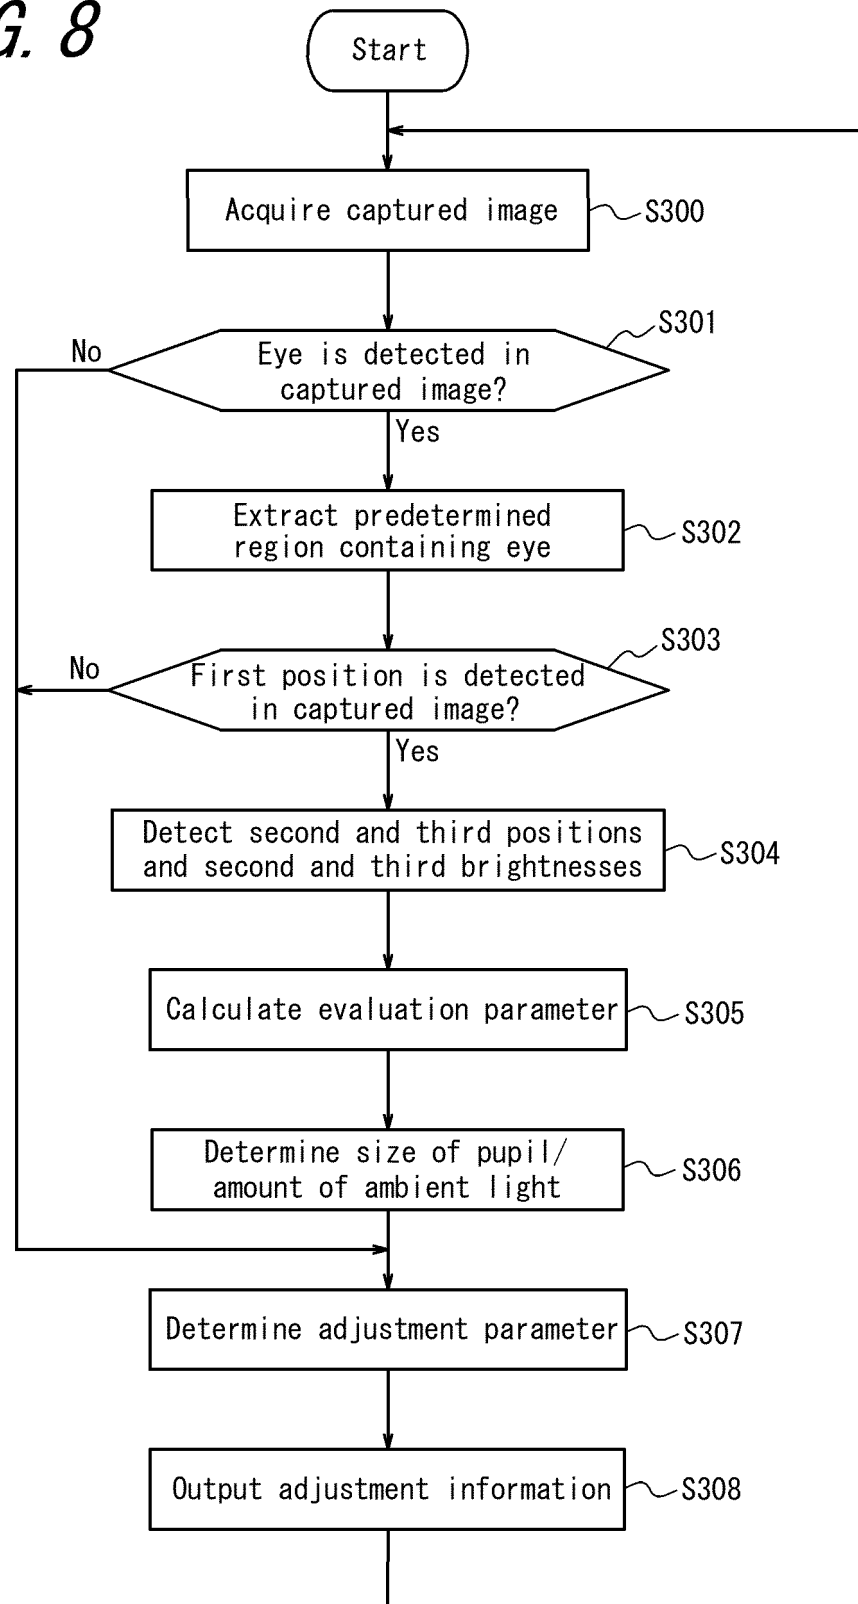 G. 8
Start
Acquire captured image
S300
S301
No
Eye is detected in
captured image?
Yes
Extract predetermined
region containing eye
S302
S303
No
First position is detected
in captured image?
Yes
Detect second and third positions
and second and third brightnesses
S304
Calculate evaluation parameter
S305
Determine size of pupil/
amount of ambient light
S306
Determine adjustment parameter
S307
Output adjustment information
S308